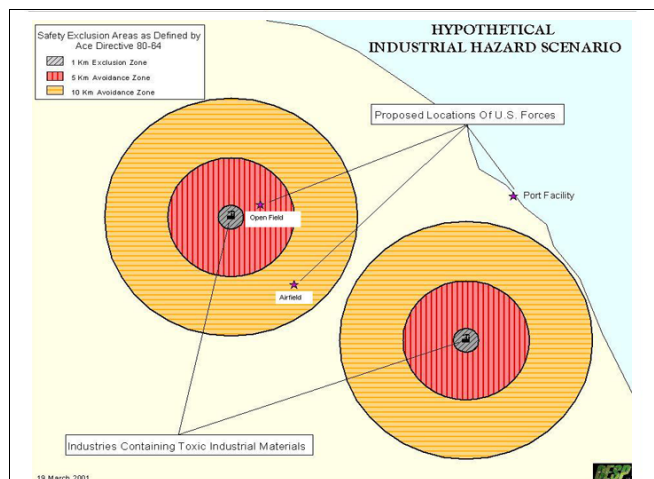 HYPOTHETICAL
INDUSTRIAL HAZARD SCENARIO
Safety Exclusion Areas as Defined by
Ace Directive 80-64
1 Km Exclusion Zone
5 Km Avoidance Zone
10 Km Avoidance Zone
Proposed Locations Of U.S. Forces
Port Facility
Open Field
Airfield
Industries Containing Toxic Industrial Materials
19 March 2001